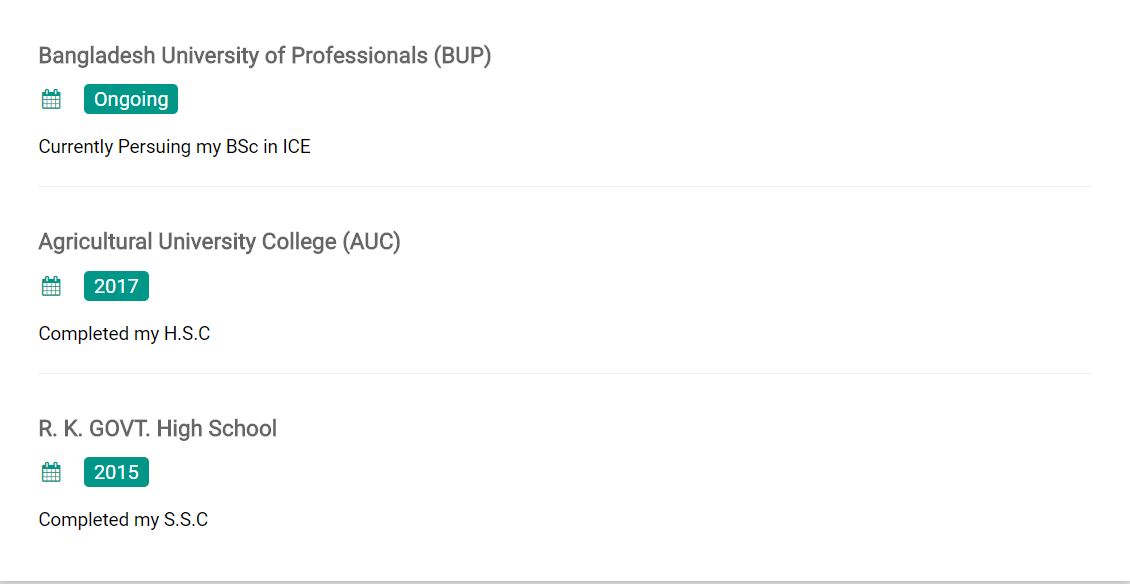 Bangladesh University of Professionals (BUP)
Ongoing
Currently Persuing my BSc in ICE
Agricultural University College (AUC)
2017
Completed my H.S.C
R. K. GOVT. High School
2015
Completed my S.S.C